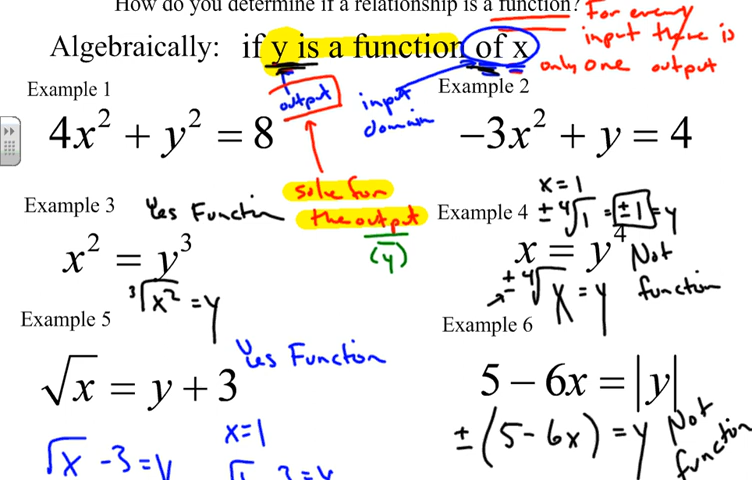 How do you determine if a relationship is a function?
Algebraically: if y is a function of x
For every
input there is
only one output
output
input
domain
solve for
the output
(y)
Example 1
4x² + y² = 8
Example 2
−3x² + y = 4
Example 3
Yes Function
x² = y³
³√x² = y
Example 4
x = 1
± ⁴√1 = ±1 = y
x = y⁴
Not
function
± ⁴√x = y
Example 5
Yes Function
√x = y + 3
√x - 3 = y
x = 1
√1 - 3 = y
Example 6
5 − 6x = |y|
± (5 - 6x) = y
Not
function